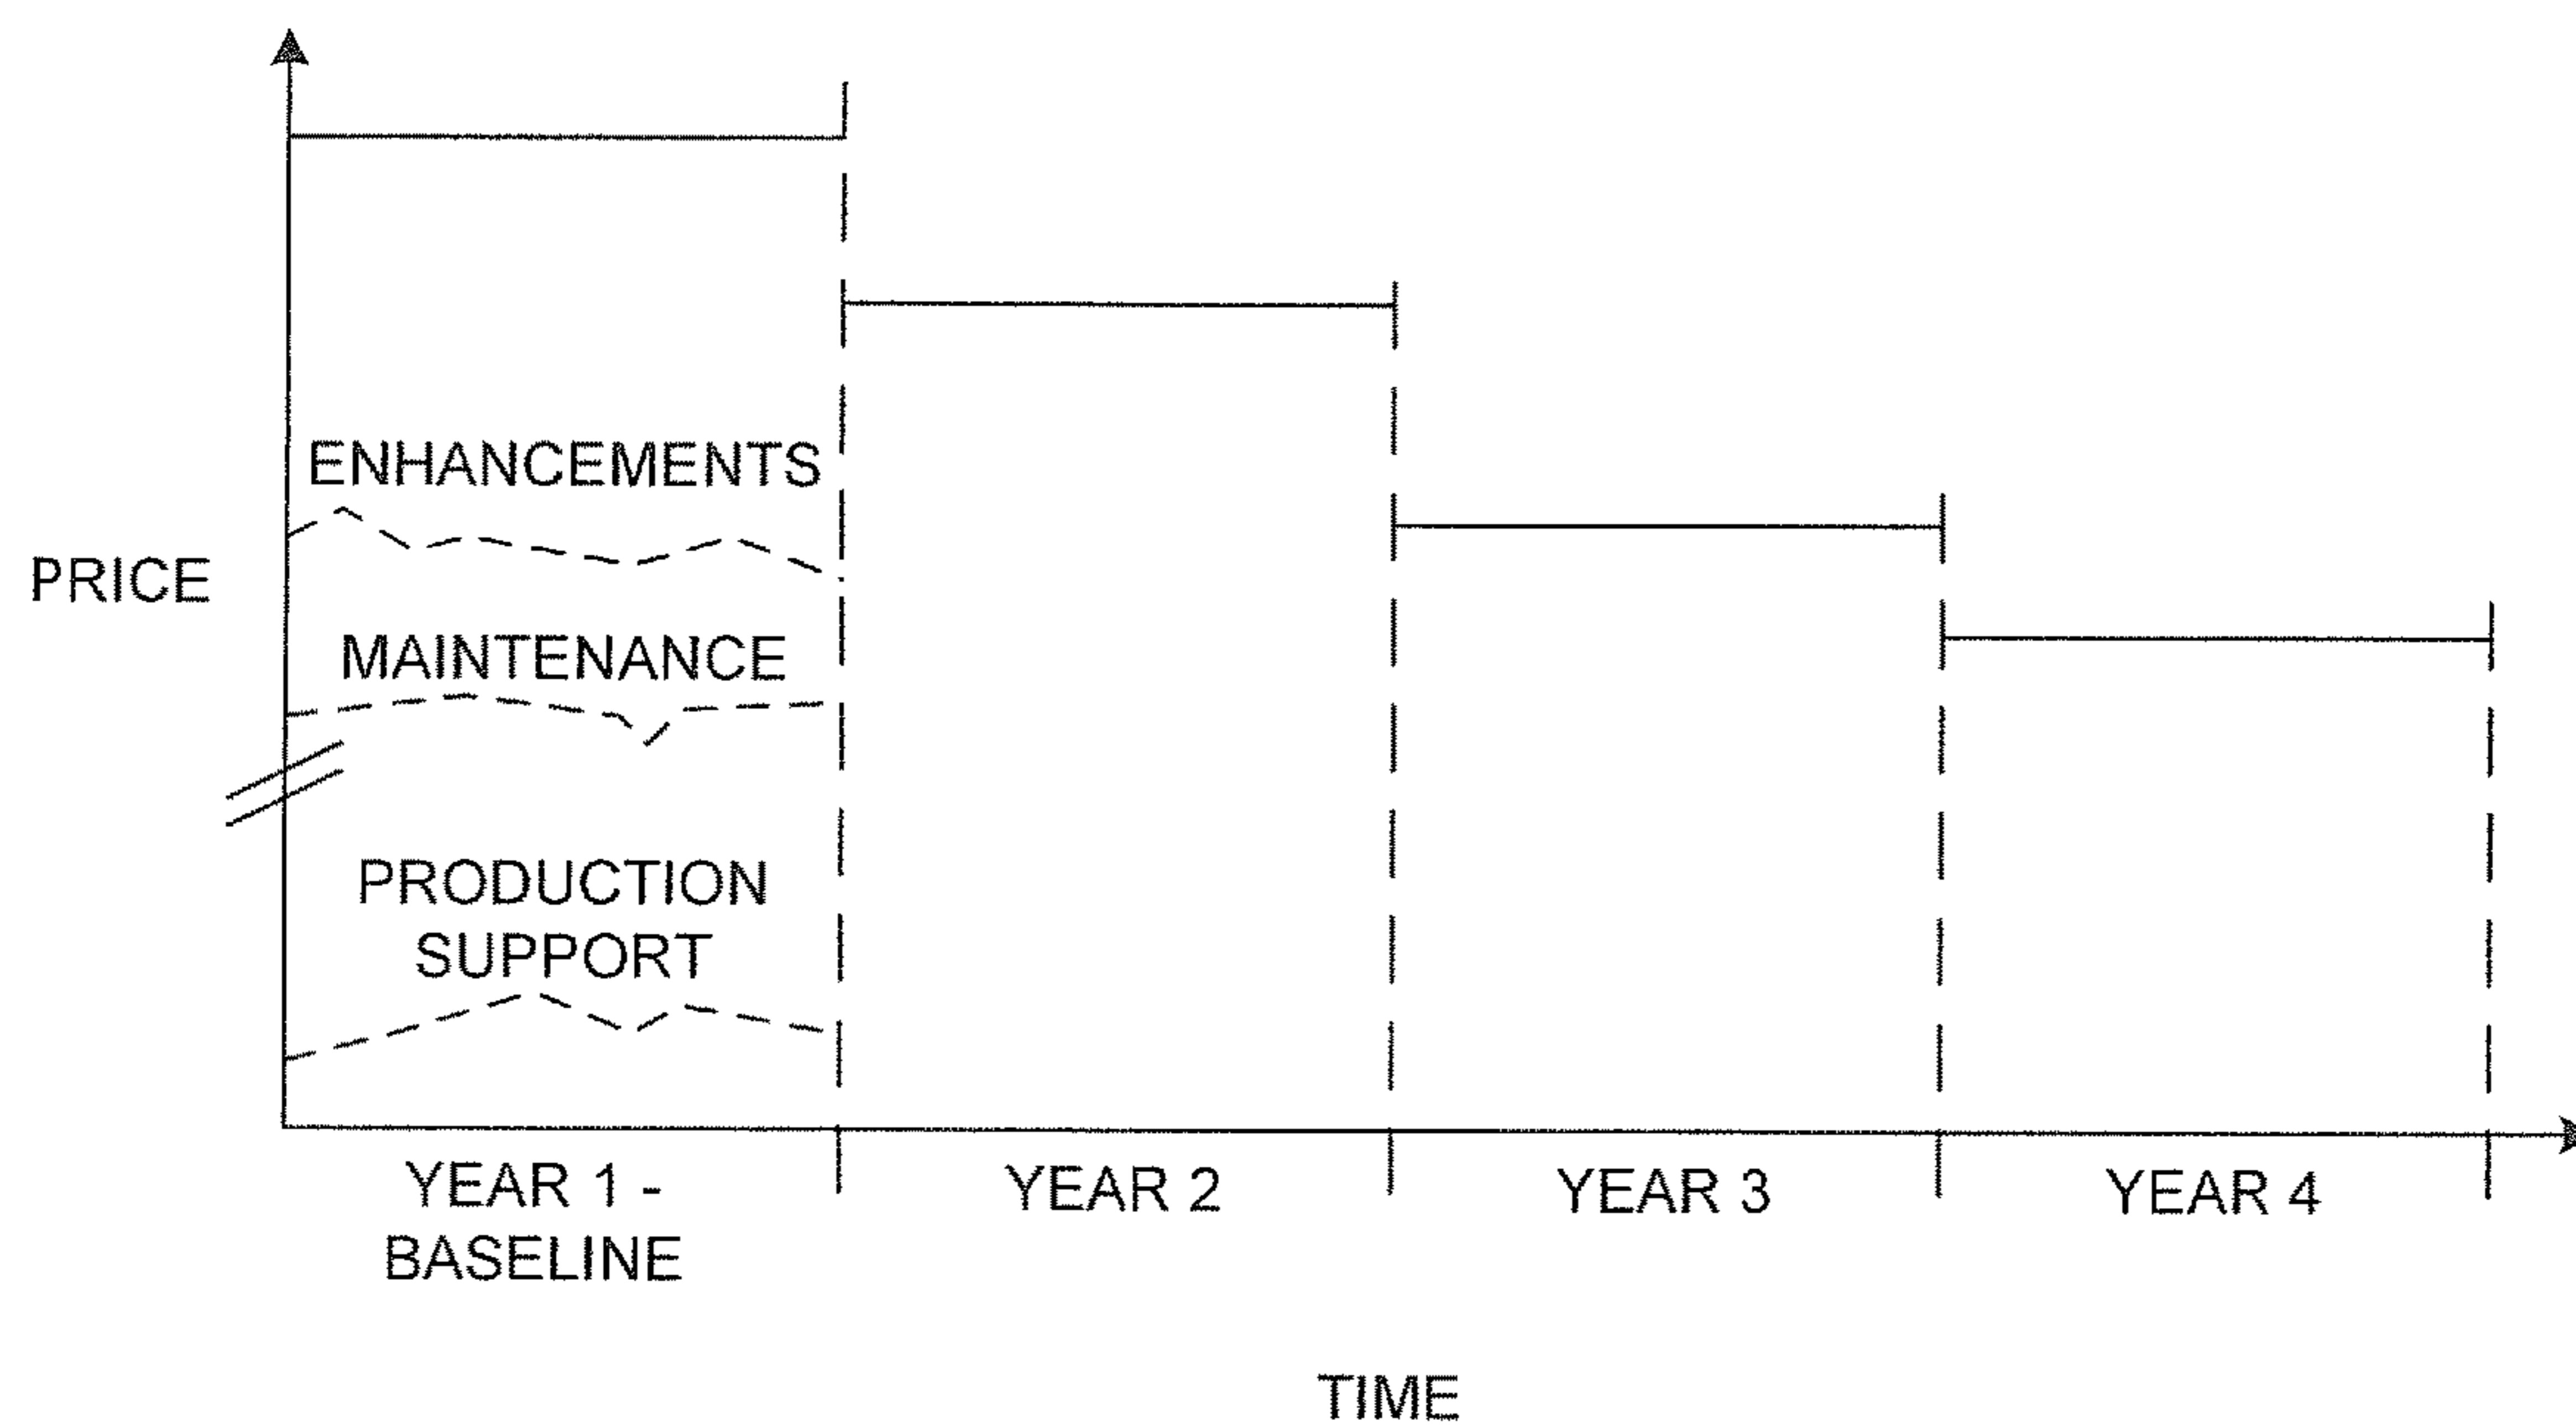 ENHANCEMENTS
PRICE
MAINTENANCE
PRODUCTION
SUPPORT
YEAR 1 -
BASELINE
YEAR 2
YEAR 3
YEAR 4
TIME